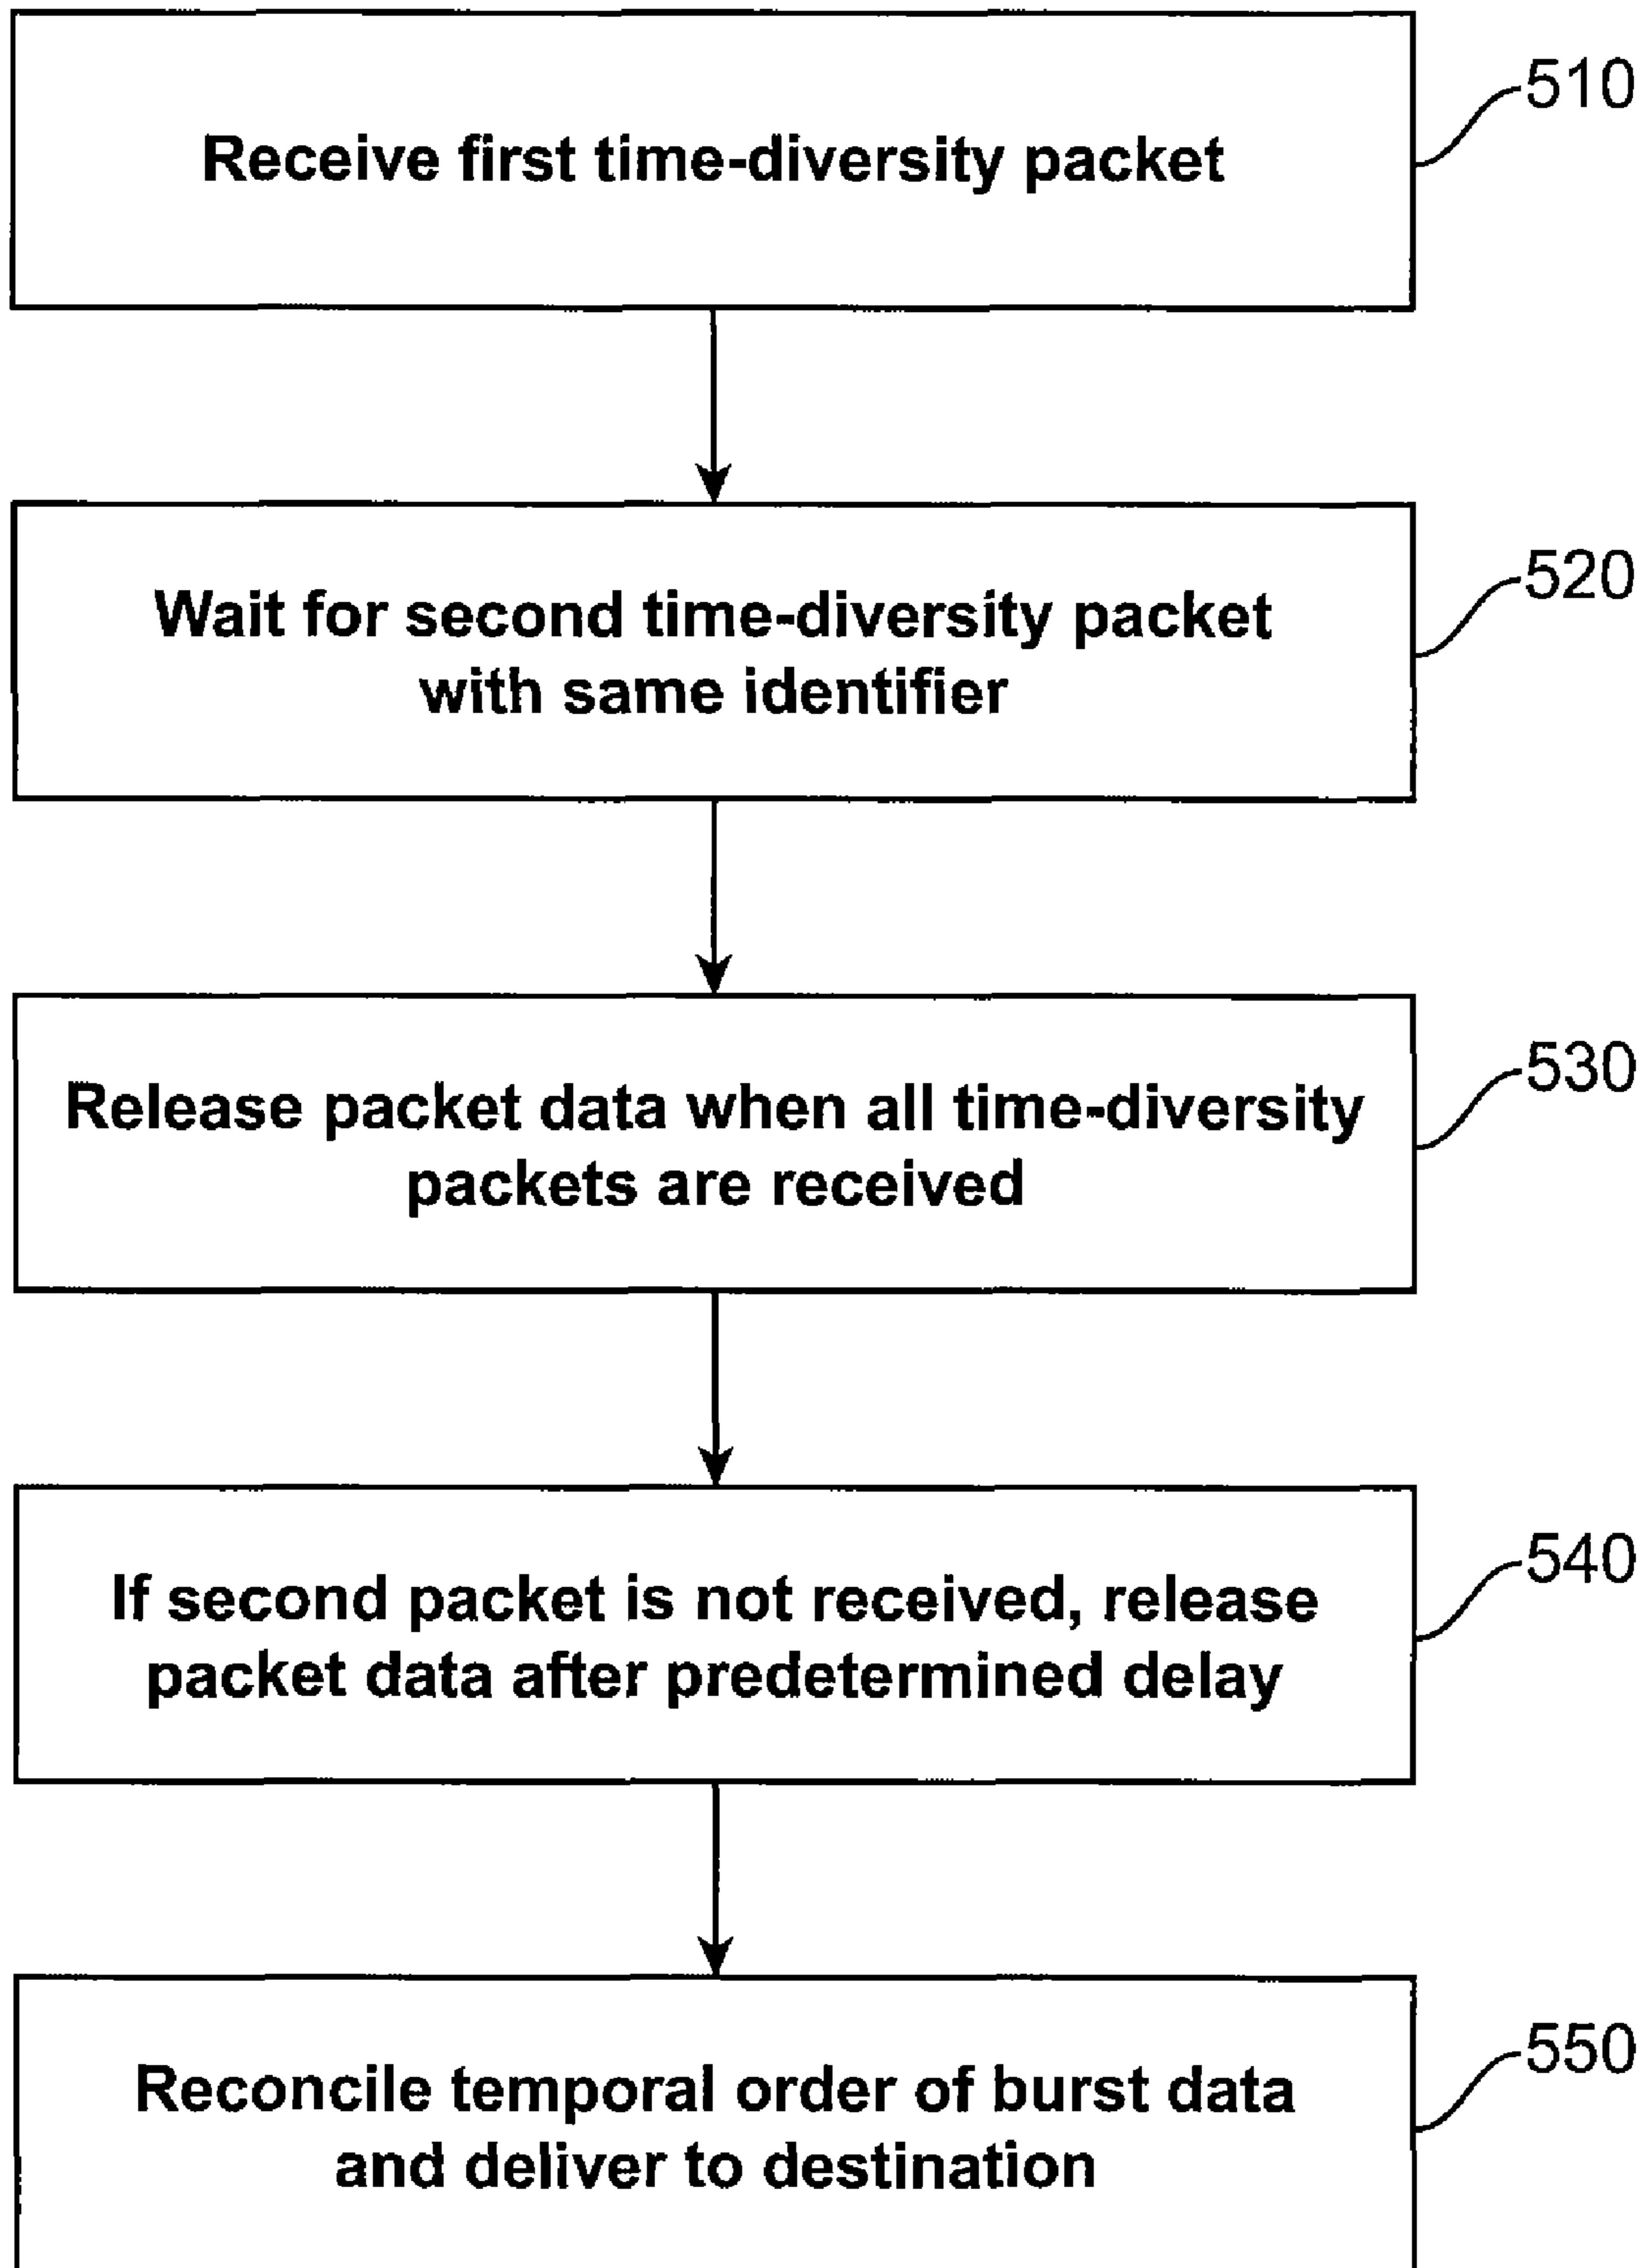 Receive first time-diversity packet
510
Wait for second time-diversity packet
with same identifier
520
Release packet data when all time-diversity
packets are received
530
If second packet is not received, release
packet data after predetermined delay
540
Reconcile temporal order of burst data
and deliver to destination
550